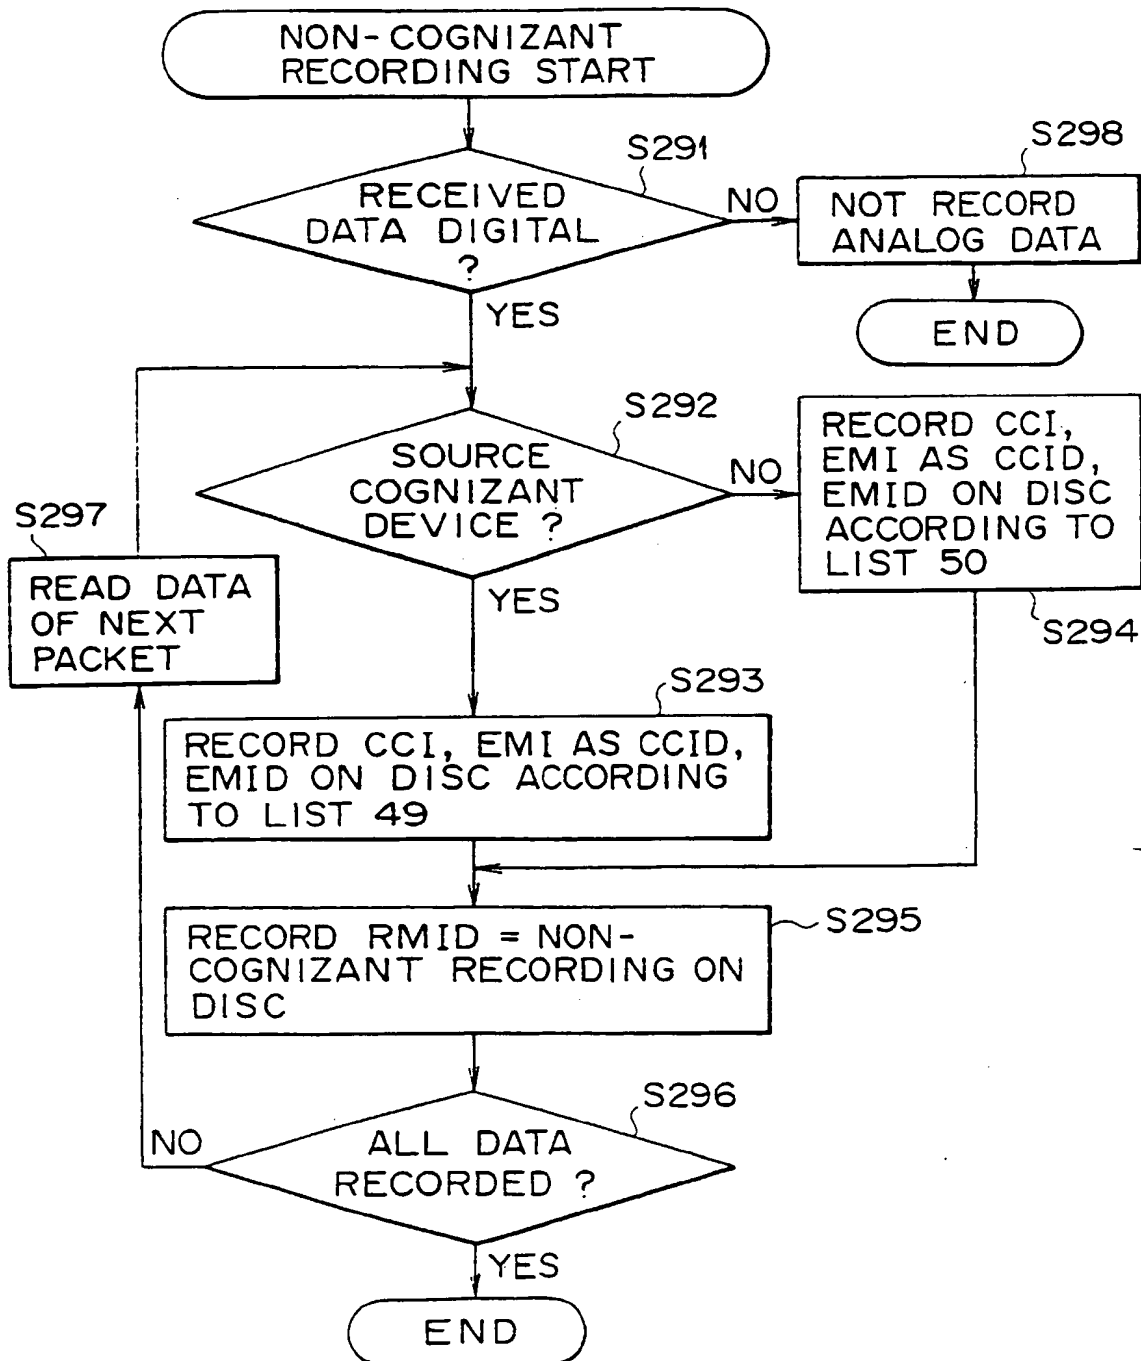 NON-COGNIZANT
RECORDING START
S291
RECEIVED
DATA DIGITAL
?
NO
S298
NOT RECORD
ANALOG DATA
END
YES
S292
SOURCE
COGNIZANT
DEVICE ?
NO
RECORD CCI,
EMI AS CCID,
EMID ON DISC
ACCORDING TO
LIST 50
S294
S297
READ DATA
OF NEXT
PACKET
YES
S293
RECORD CCI, EMI AS CCID,
EMID ON DISC ACCORDING
TO LIST 49
S295
RECORD RMID = NON-
COGNIZANT RECORDING ON
DISC
S296
ALL DATA
RECORDED ?
NO
YES
END